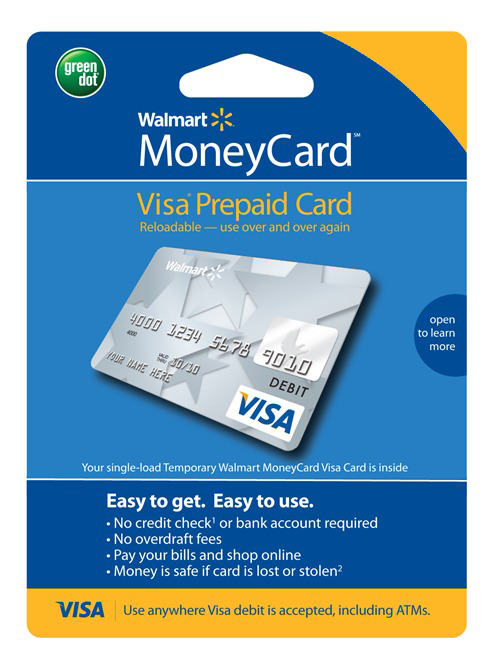 green
dot®
Walmart
MoneyCard℠
Visa® Prepaid Card
Reloadable — use over and over again
Walmart
4000 1234 5678 9010
4000
VALID
THRU 10/10
YOUR NAME HERE
DEBIT
VISA
open
to learn
more
Your single-load Temporary Walmart MoneyCard Visa Card is inside
Easy to get. Easy to use.
• No credit check¹ or bank account required
• No overdraft fees
• Pay your bills and shop online
• Money is safe if card is lost or stolen²
VISA Use anywhere Visa debit is accepted, including ATMs.